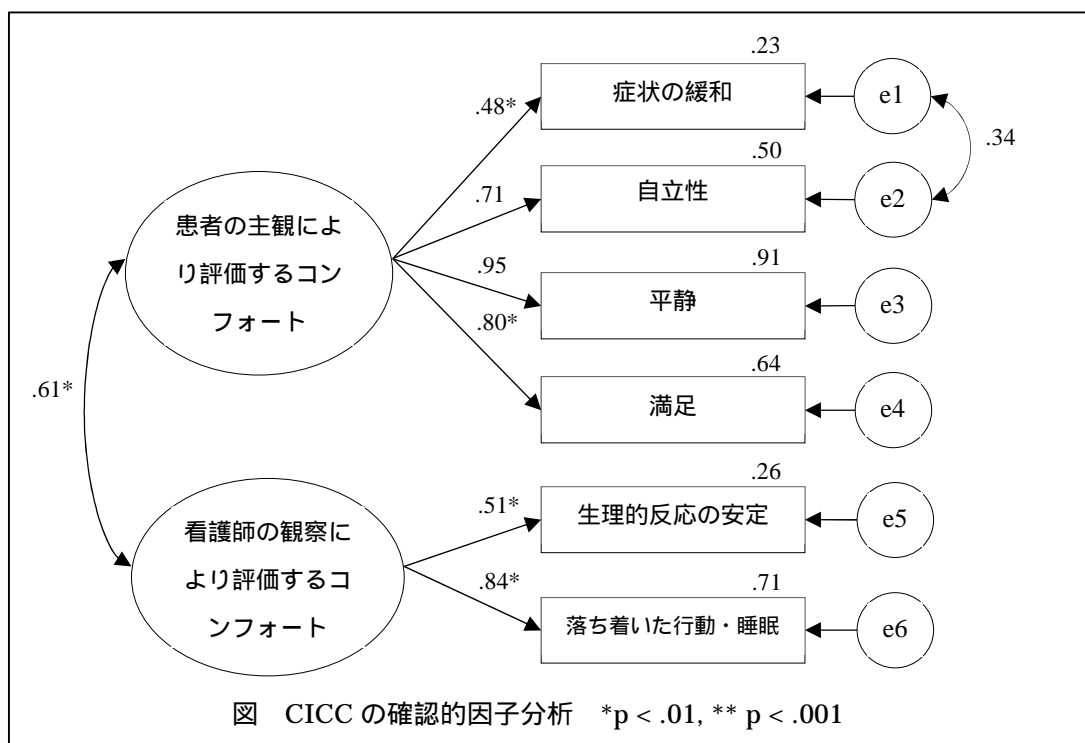 .23
症状の緩和
e1
.48*
.34
.50
自立性
e2
.71
患者の主観によ
り評価するコン
フォート
.95
.91
平静
e3
.80*
.64
満足
e4
.61*
.26
生理的反応の安定
e5
.51*
看護師の観察に
より評価するコ
ンフォート
.84*
.71
落ち着いた行動・睡眠
e6
図 CICC の確認的因子分析 *p < .01, ** p < .001